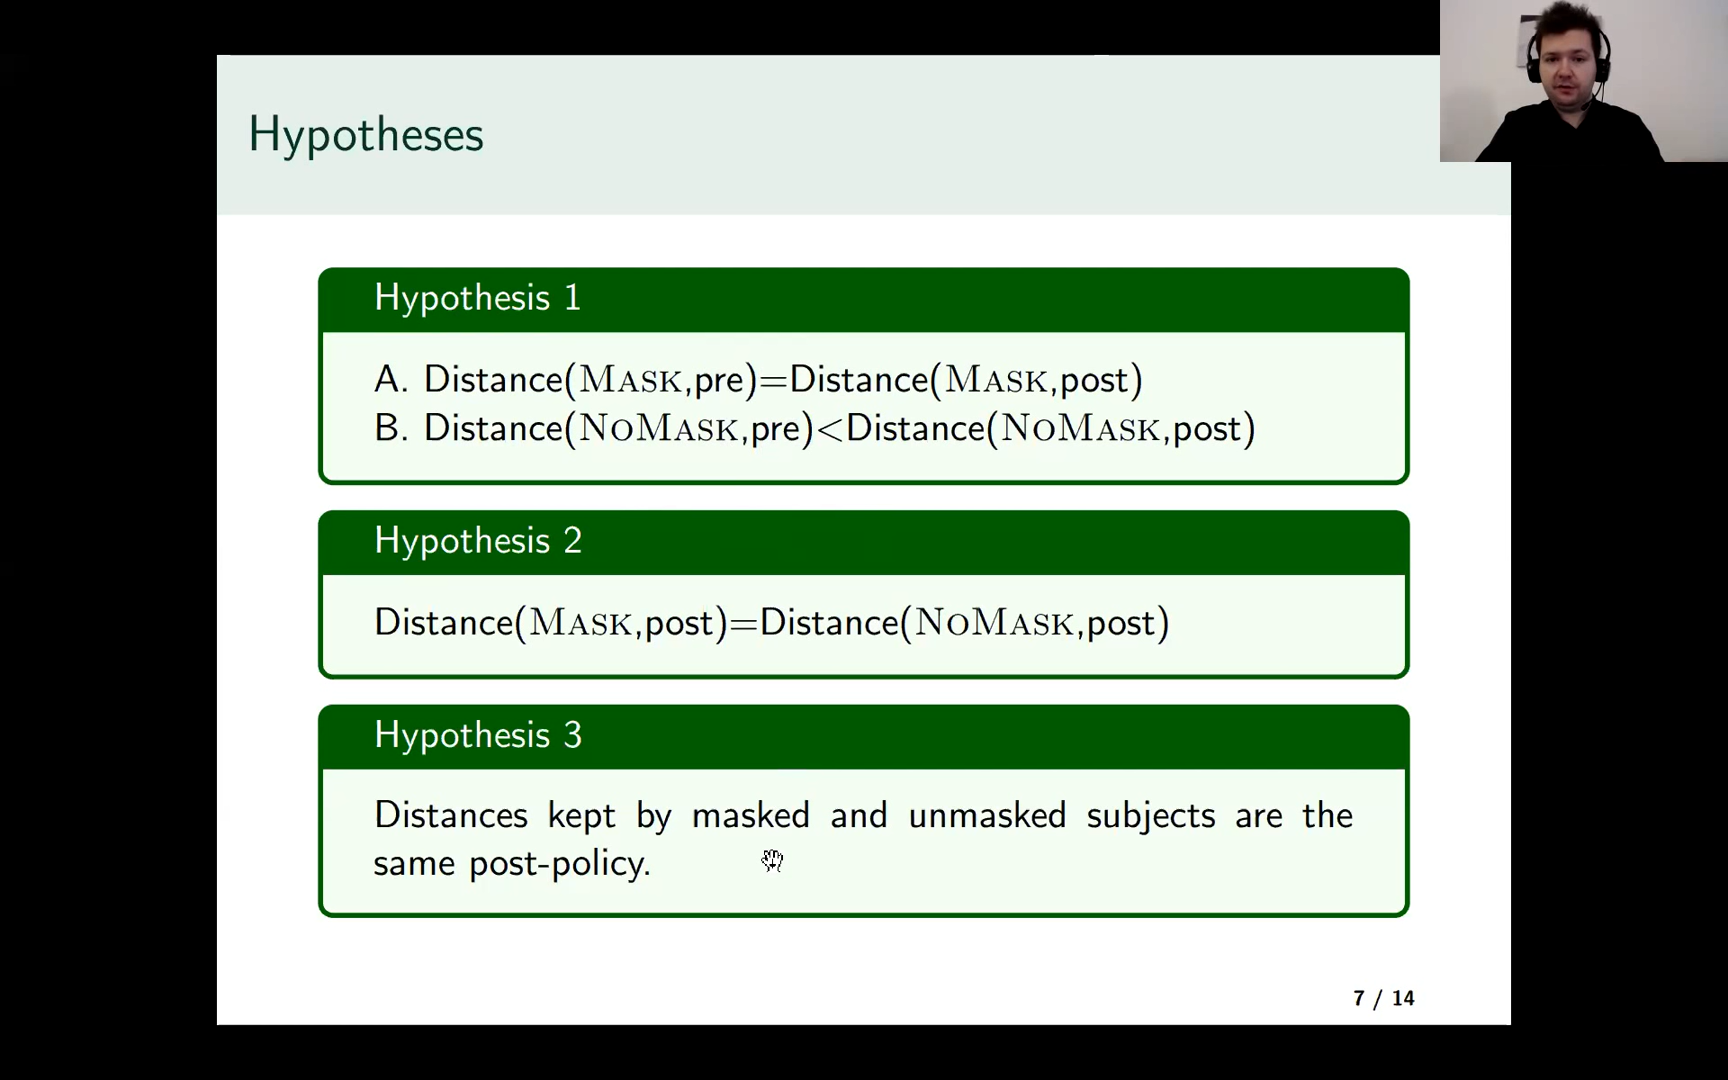 Hypotheses
Hypothesis 1
A. Distance(MASK,pre)=Distance(MASK,post)
B. Distance(NOMASK,pre)<Distance(NOMASK,post)
Hypothesis 2
Distance(MASK,post)=Distance(NOMASK,post)
Hypothesis 3
Distances kept by masked and unmasked subjects are the
same post-policy.
7 / 14